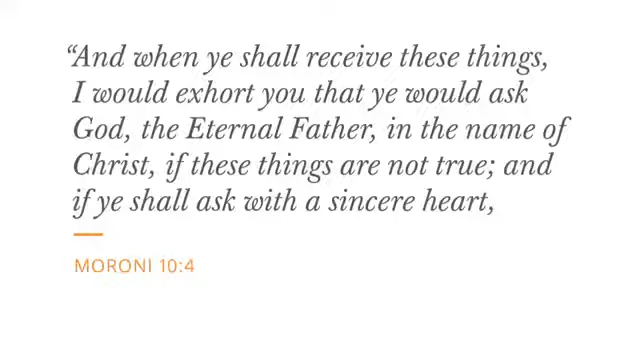 “And when ye shall receive these things,
I would exhort you that ye would ask
God, the Eternal Father, in the name of
Christ, if these things are not true; and
if ye shall ask with a sincere heart,
MORONI 10:4